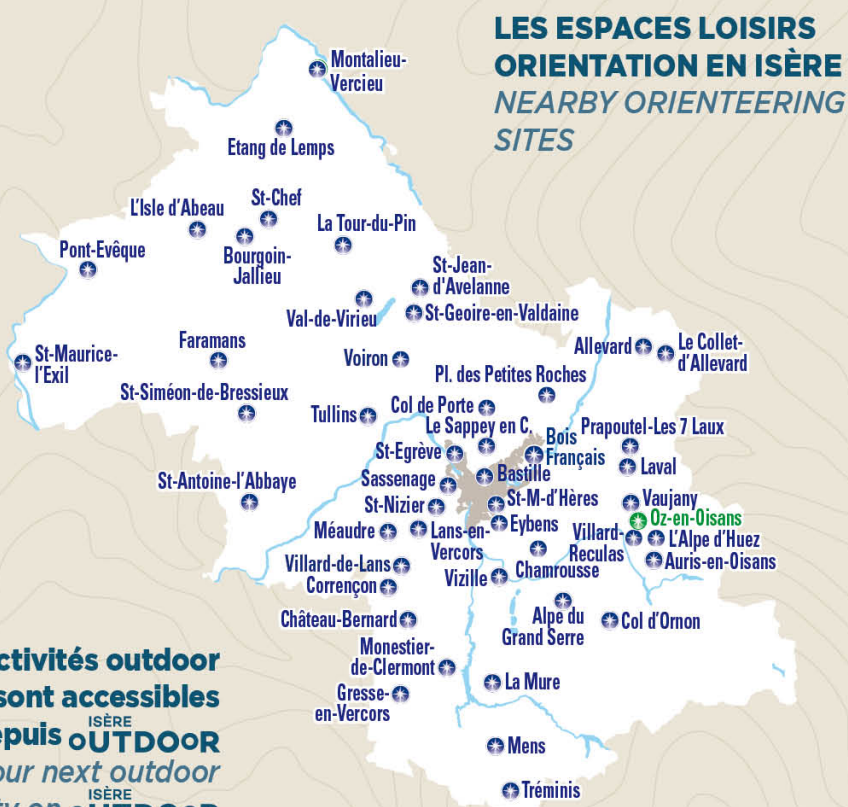 LES ESPACES LOISIRS
ORIENTATION EN ISÈRE
NEARBY ORIENTEERING
SITES
Montalieu-
Vercieu
Etang de Lemps
St-Chef
L'Isle d'Abeau
La Tour-du-Pin
Pont-Evêque
Bourgoin-
Jallieu
St-Jean-
d'Avelanne
Val-de-Virieu
St-Geoire-en-Valdaine
Faramans
St-Maurice-
l'Exil
Voiron
Allevard
Le Collet-
d'Allevard
Pl. des Petites Roches
St-Siméon-de-Bressieux
Tullins
Col de Porte
Le Sappey en C.
Prapoutel-Les 7 Laux
Bois
Français
St-Egrève
Laval
Bastille
Sassenage
St-Antoine-l'Abbaye
St-M-d'Hères
Vaujany
St-Nizier
Oz-en-Oisans
Eybens
Méaudre
Lans-en-
Vercors
Villard-
Reculas
L'Alpe d'Huez
Auris-en-Oisans
Villard-de-Lans
Chamrousse
Corrençon
Vizille
Château-Bernard
Alpe du
Grand Serre
Col d'Ornon
Monestier-
de-Clermont
La Mure
Gresse-
en-Vercors
Mens
Tréminis
ctivités outdoor
sont accessibles
epuis ISÈRE OUTDOOR
our next outdoor
ISÈRE